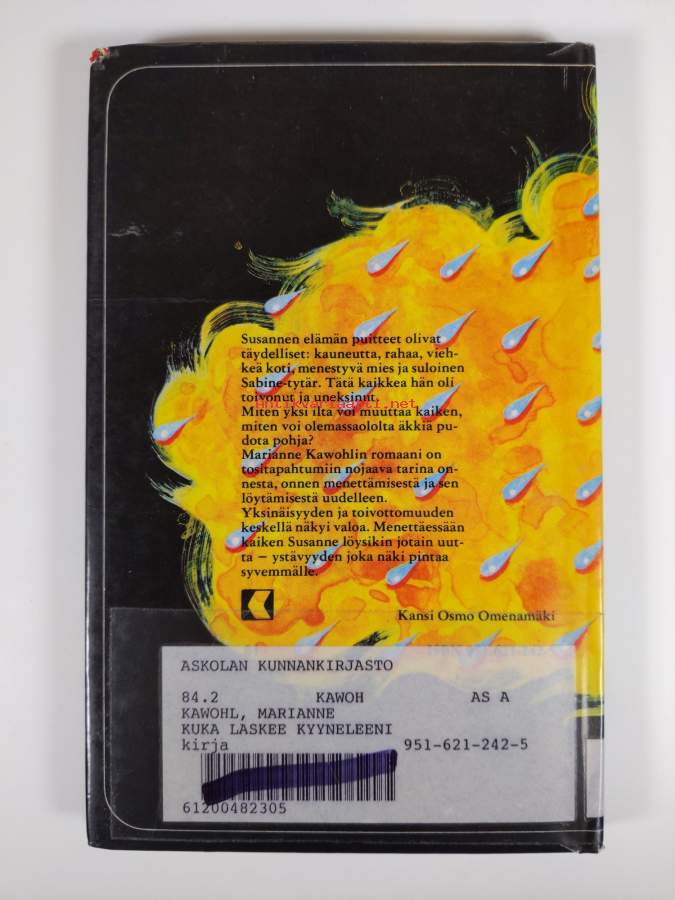 Susannen elämän puitteet olivat
täydelliset: kauneutta, rahaa, vieh-
keä koti, menestyvä mies ja suloinen
Sabine-tytär. Tätä kaikkea hän oli
toivonut ja uneksinut.
Antikvariaatti.net
Miten yksi ilta voi muuttaa kaiken,
miten voi olemassaololta äkkiä pu-
dota pohja?
Marianne Kawohlin romaani on
tositapahtumiin nojaava tarina on-
nesta, onnen menettämisestä ja sen
löytämisestä uudelleen.
Yksinäisyyden ja toivottomuuden
keskellä näkyi valoa. Menettäessään
kaiken Susanne löysikin jotain uut-
ta – ystävyyden joka näki pintaa
syvemmälle.
Kansi Osmo Omenamäki
ASKOLAN KUNNANKIRJASTO
84.2 KAWOH AS A
KAWOHL, MARIANNE
KUKA LASKEE KYYNELEENI
kirja 951-621-242-5
61200482305